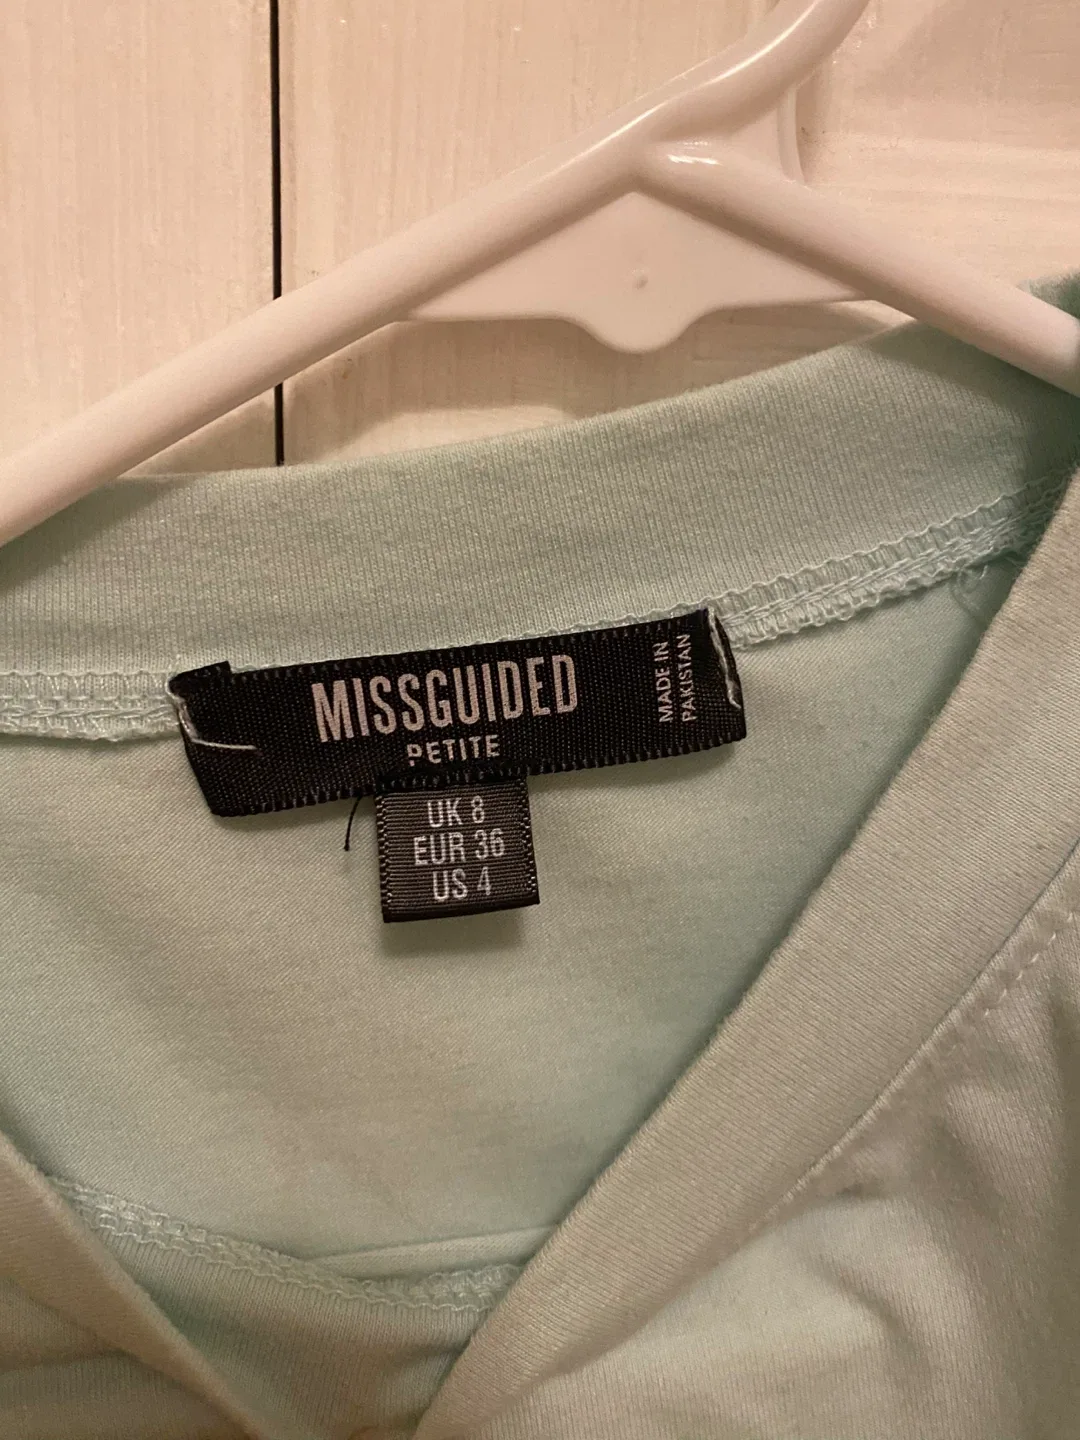 MISSGUIDED
PETITE
MADE IN
PAKISTAN
UK 8
EUR 36
US 4